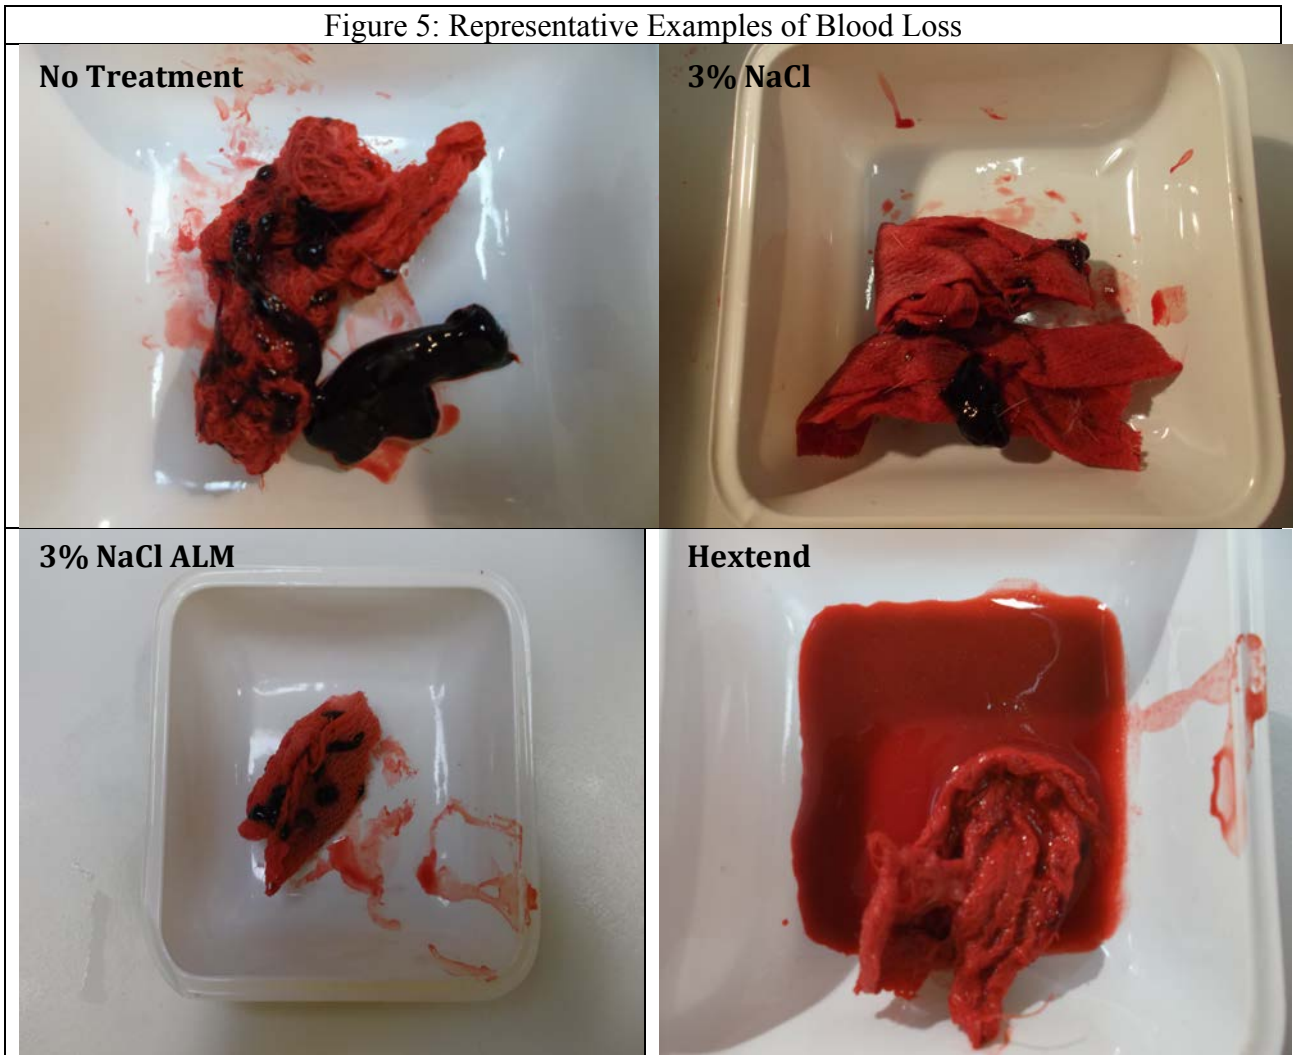 Figure 5: Representative Examples of Blood Loss
No Treatment
3% NaCl
3% NaCl ALM
Hextend